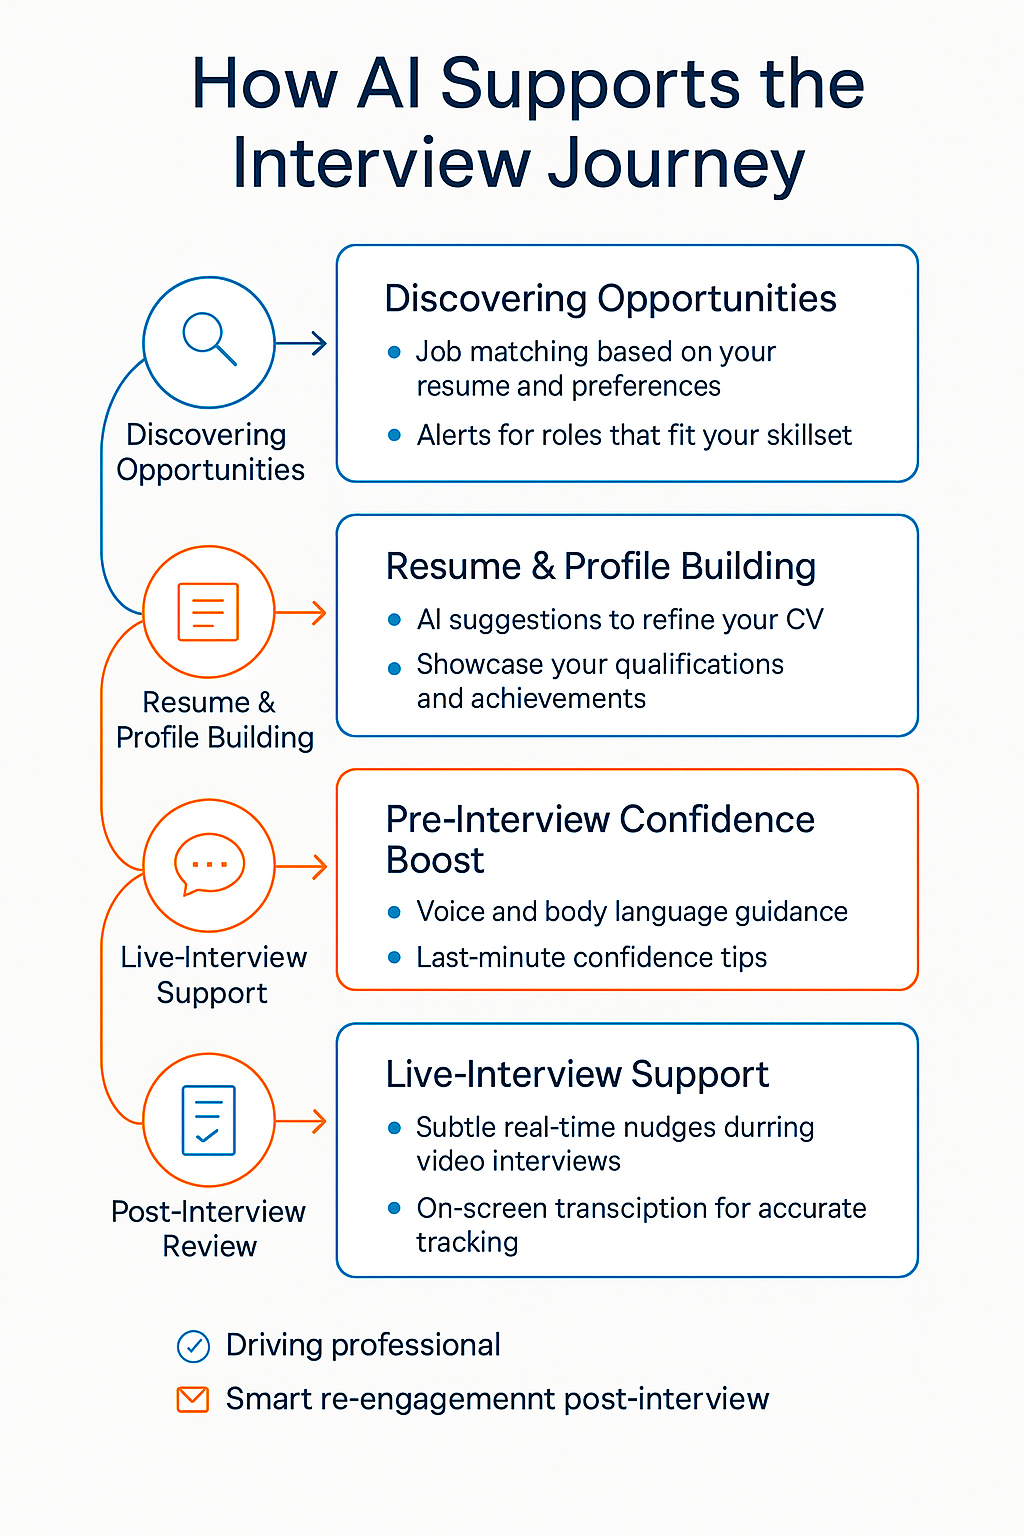 How AI Supports the
Interview Journey
Discovering
Opportunities
Discovering Opportunities
Job matching based on your
resume and preferences
Alerts for roles that fit your skillset
Resume &
Profile Building
Resume & Profile Building
AI suggestions to refine your CV
Showcase your qualifications
and achievements
Live-Interview
Support
Pre-Interview Confidence
Boost
Voice and body language guidance
Last-minute confidence tips
Post-Interview
Review
Live-Interview Support
Subtle real-time nudges durring
video interviews
On-screen transciption for accurate
tracking
Driving professional
Smart re-engagemennt post-interview